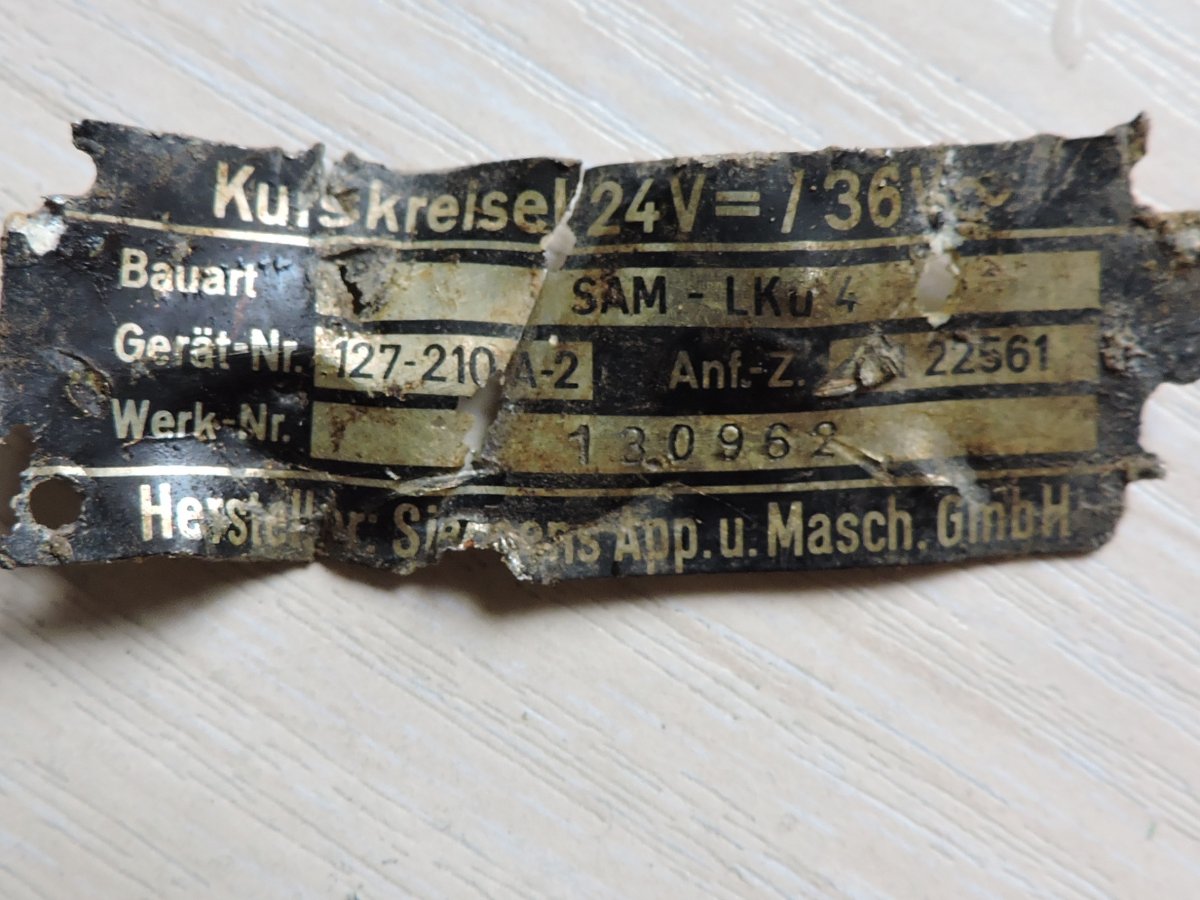 Kurskreisel 24V= / 36V~
Bauart SAM - LKu 4
Gerät-Nr. 127-210 A-2 Anf.-Z. 22561
Werk-Nr. 130962
Hersteller: Siemens App. u. Masch. GmbH